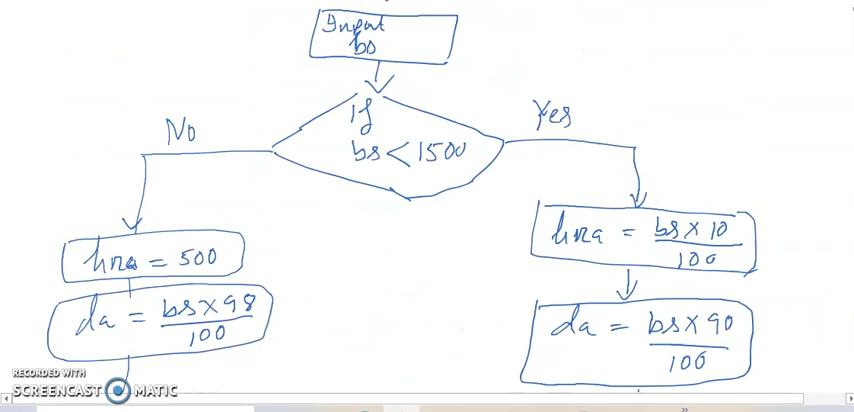 Input
bs
If
bs < 1500
No
Yes
hra = 500
da = bs × 98 / 100
hra = bs × 10 / 100
da = bs × 90 / 100
RECORDED WITH
SCREENCAST MATIC